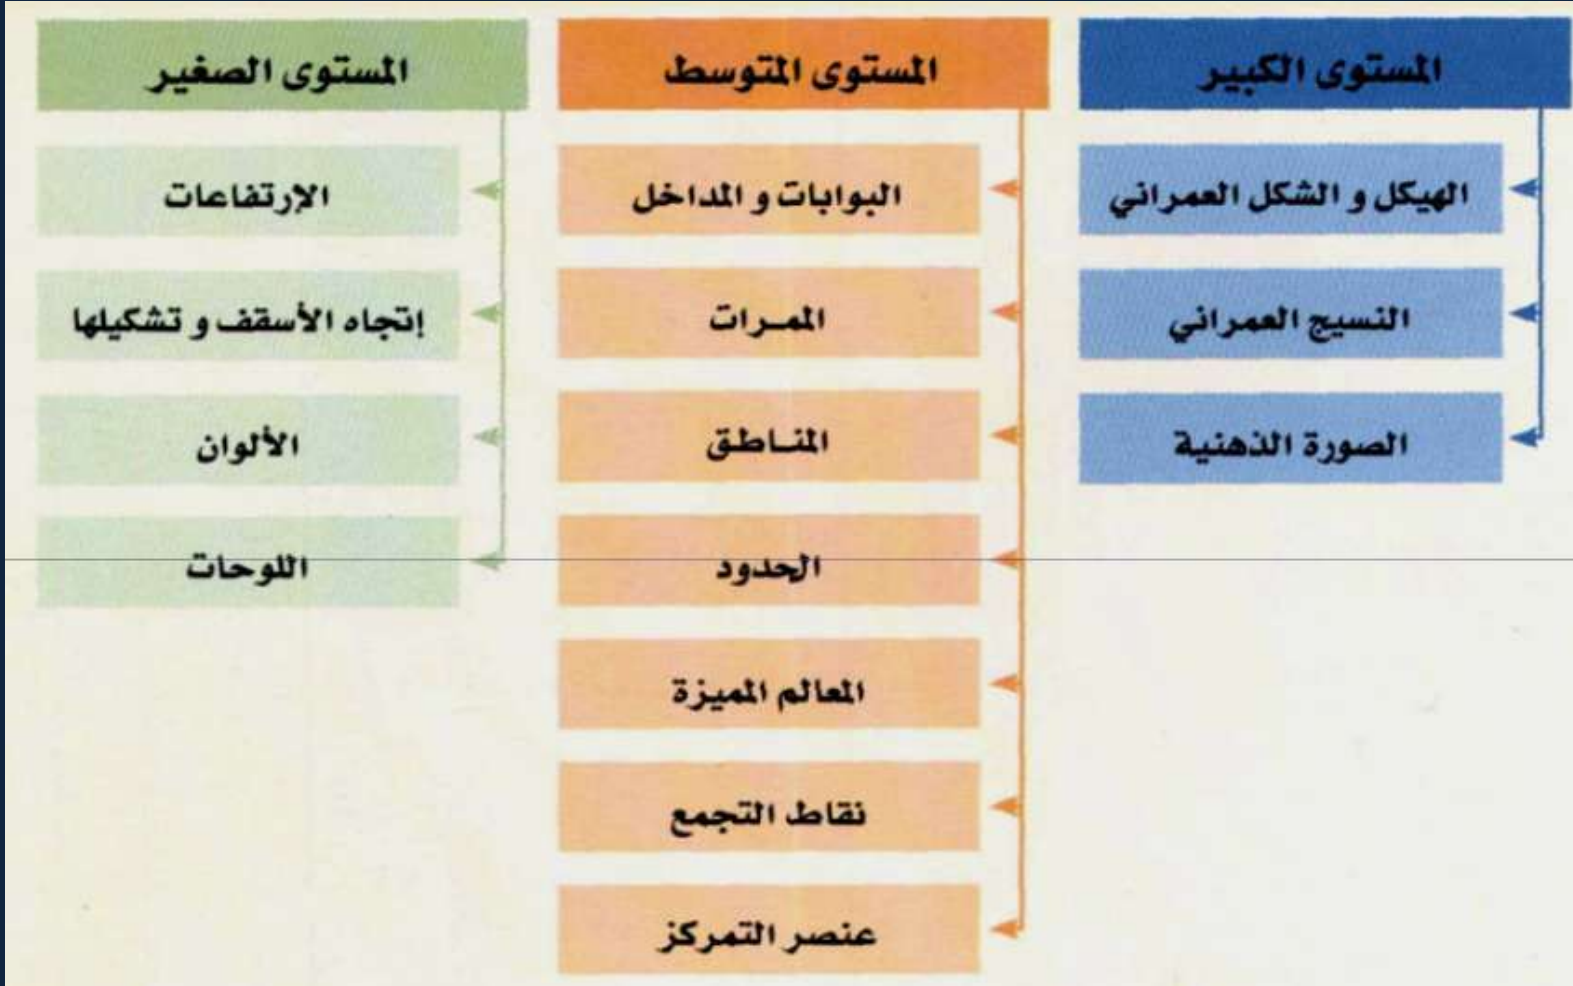 المستوى الكبير
الهيكل و الشكل العمراني
النسيج العمراني
الصورة الذهنية
المستوى المتوسط
البوابات و المداخل
الممـرات
المنـاطـق
الحدود
المعالم المميزة
نقاط التجمع
عنصر التمركز
المستوى الصغير
الإرتفاعات
إتجاه الأسقف و تشكيلها
الألوان
اللوحات